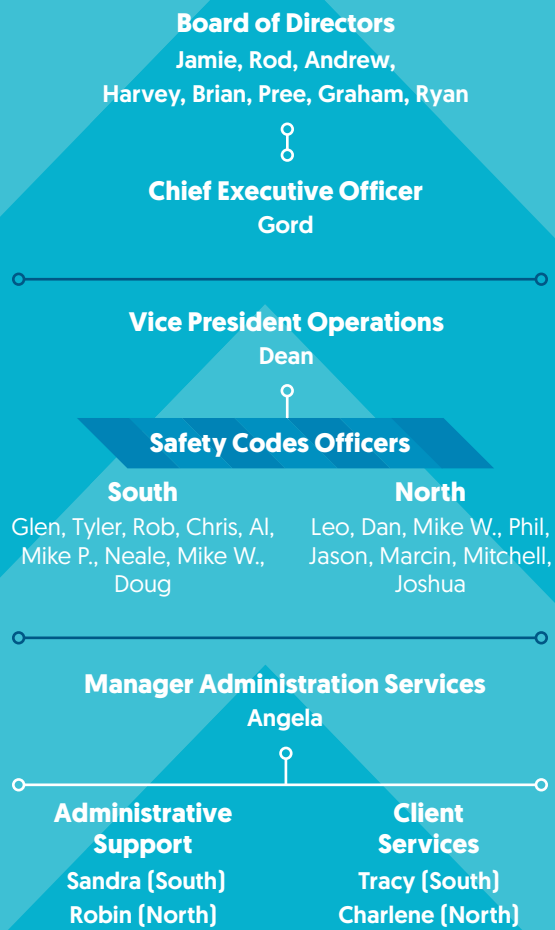 Board of Directors
Jamie, Rod, Andrew,
Harvey, Brian, Pree, Graham, Ryan
Chief Executive Officer
Gord
Vice President Operations
Dean
Safety Codes Officers
South
Glen, Tyler, Rob, Chris, Al,
Mike P., Neale, Mike W.,
Doug
North
Leo, Dan, Mike W., Phil,
Jason, Marcin, Mitchell,
Joshua
Manager Administration Services
Angela
Administrative
Support
Sandra (South)
Robin (North)
Client
Services
Tracy (South)
Charlene (North)